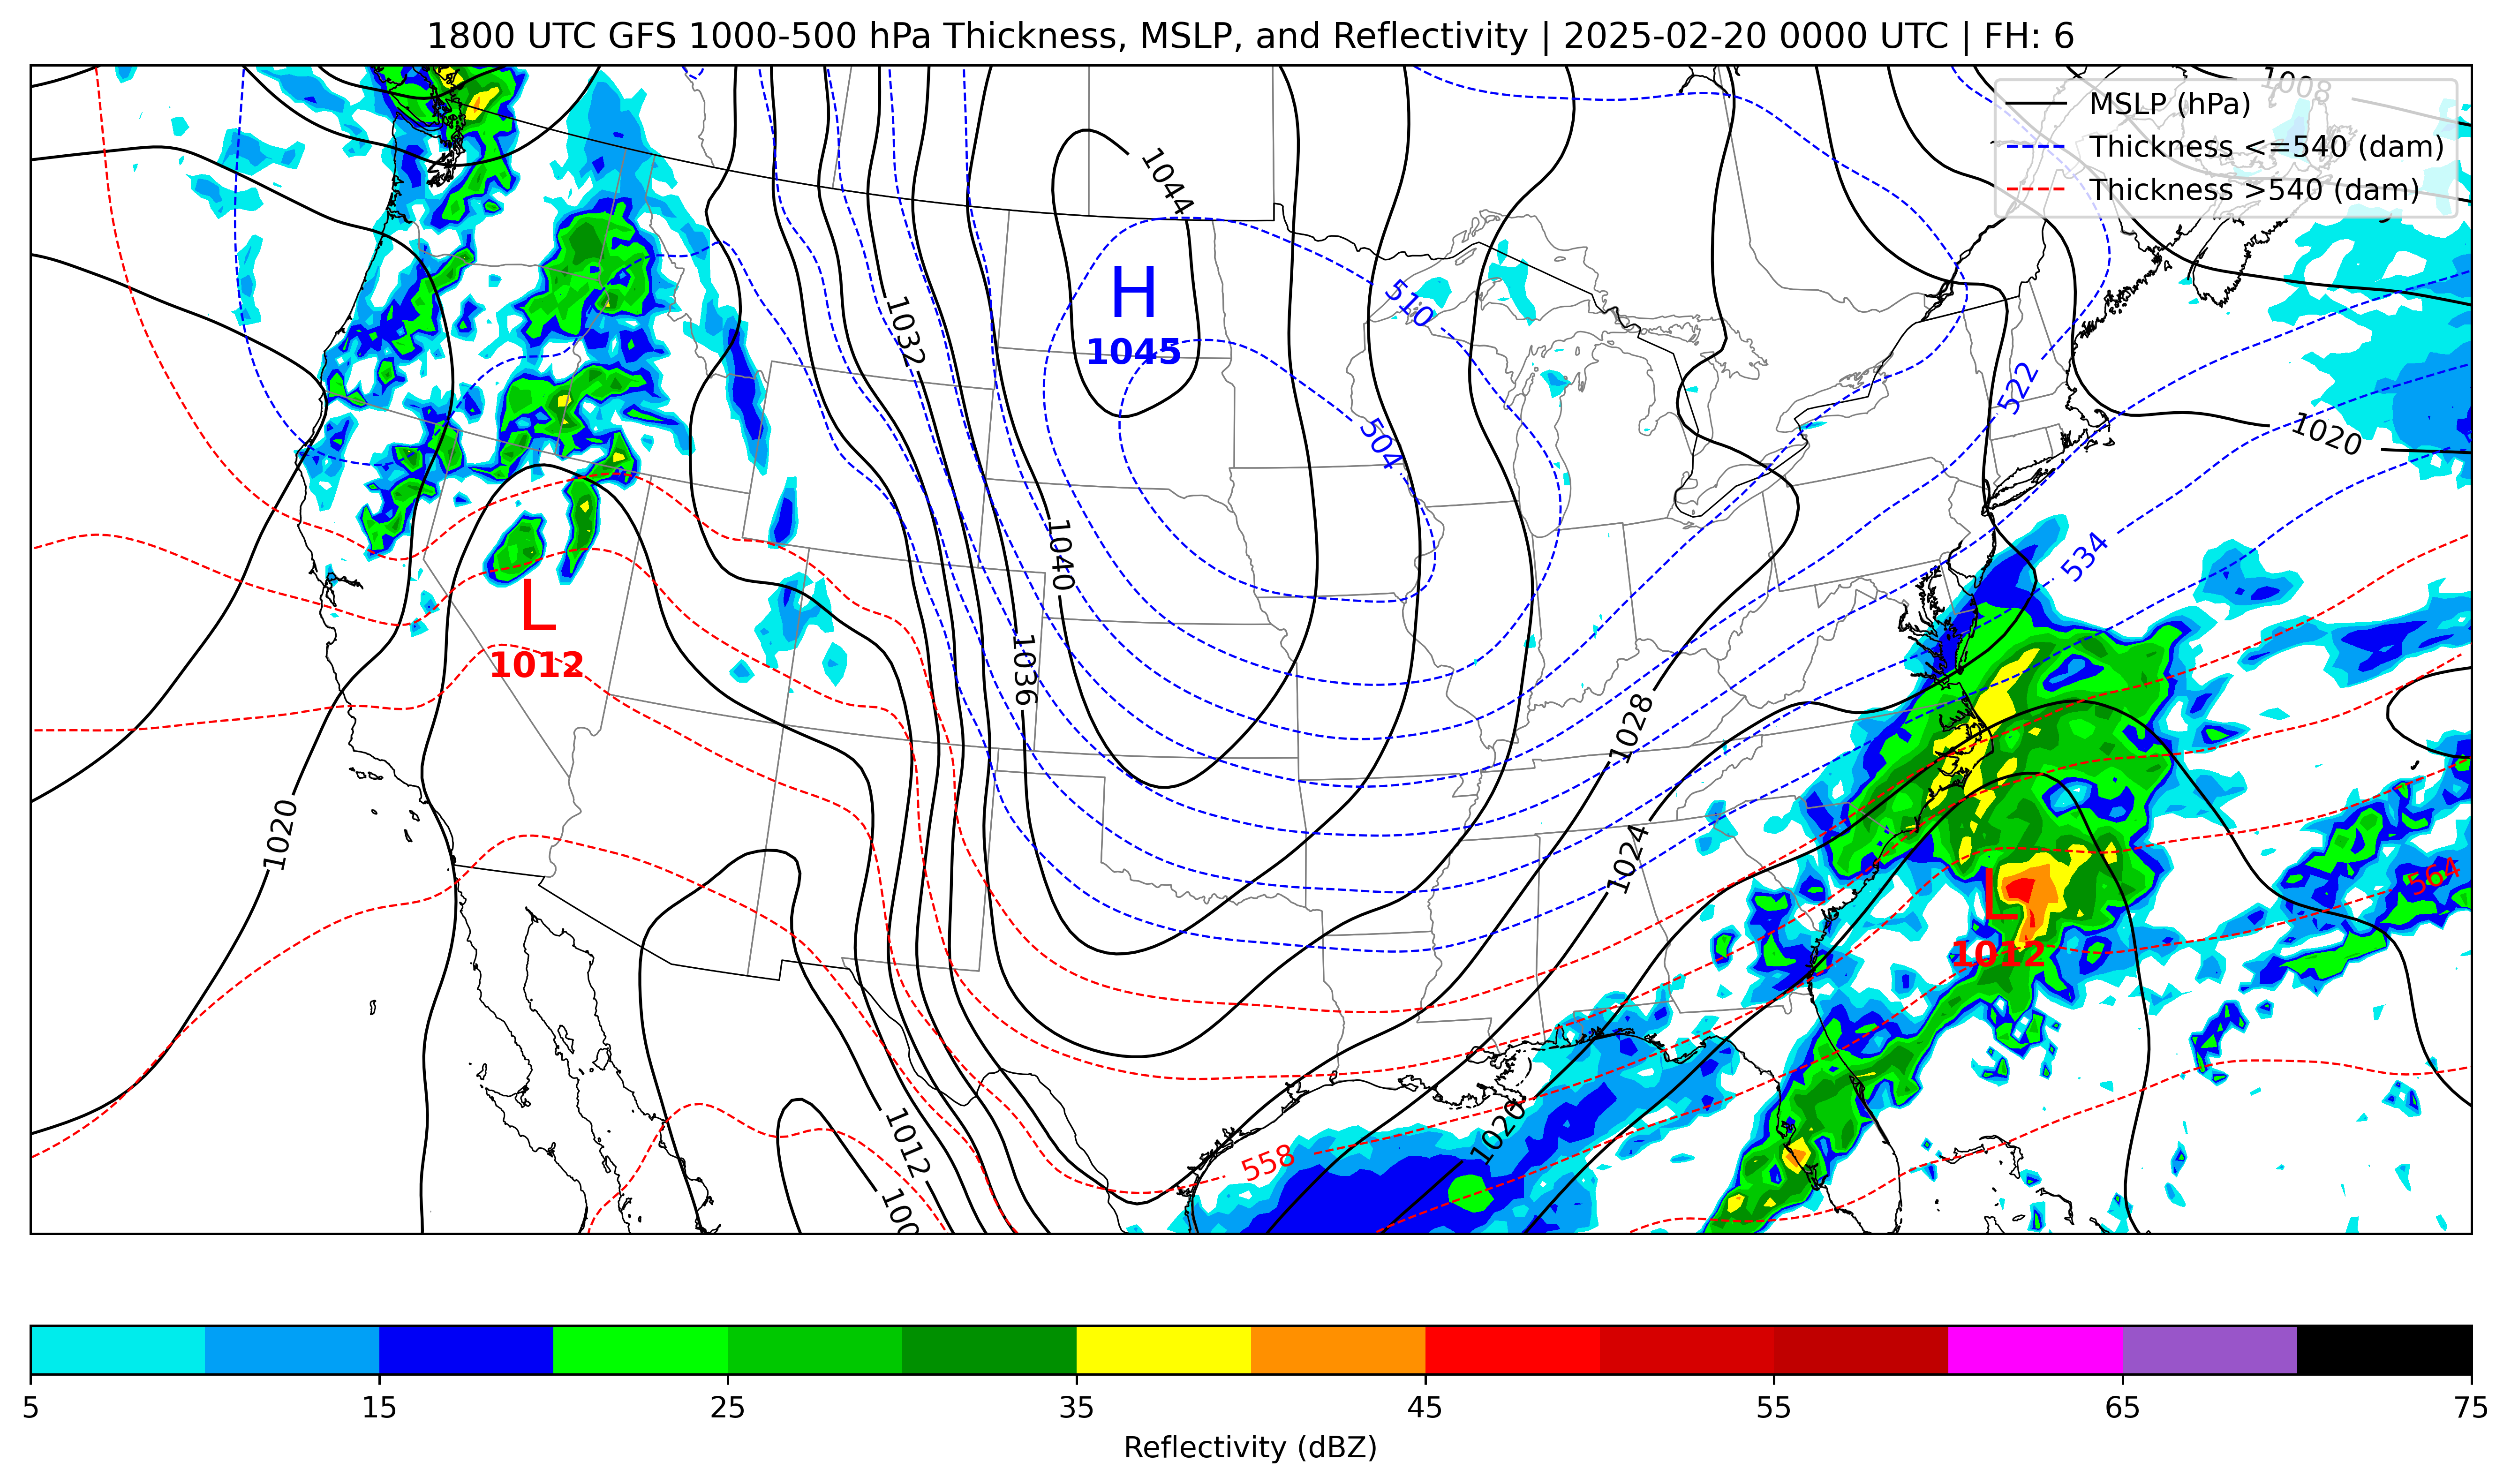 1800 UTC GFS 1000-500 hPa Thickness, MSLP, and Reflectivity | 2025-02-20 0000 UTC | FH: 6
1008
MSLP (hPa)
Thickness <=540 (dam)
Thickness >540 (dam)
1044
H
1045
510
1032
522
504
1020
1040
534
L
1012
1036
1028
1020
1024
564
L
1012
1020
1012
558
100
5 15 25 35 45 55 65 75
Reflectivity (dBZ)